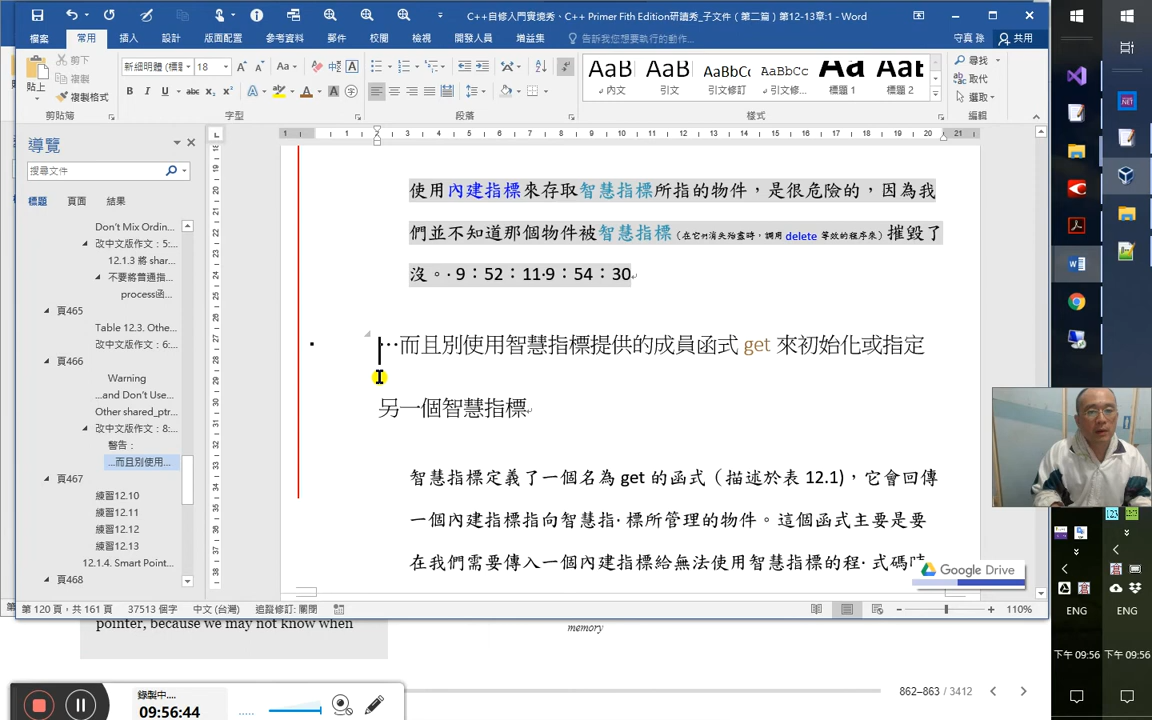 C++自修入門實境秀、C++ Primer Fith Edition研讀秀_子文件（第二篇）第12-13章:1 - Word
檔案 常用 插入 設計 版面配置 參考資料 郵件 校閱 檢視 開發人員 增益集 告訴我您想要執行的動作... 守真 孫 共用
貼上 剪下 複製 複製格式
新細明體 (標題 18
AaB AaB AaBbCc AaBbCc Aa Aat
內文 引文 引文修訂 引文修... 標題 1 標題 2
尋找 取代 選取
剪貼簿 字型 段落 樣式 編輯
導覽
搜尋文件
標題 頁面 結果
Don't Mix Ordin...
改中文版作文：5:...
12.1.3 將 shar...
不要將普通指...
process函...
頁465
Table 12.3. Othe...
改中文版作文：6:...
頁466
Warning
...and Don't Use...
Other shared_ptr...
改中文版作文：8:...
警告：
...而且別使用...
頁467
練習12.10
練習12.11
練習12.12
練習12.13
12.1.4. Smart Point...
頁468
使用內建指標來存取智慧指標所指的物件，是很危險的，因為我
們並不知道那個物件被智慧指標（在它們消失殆盡時，調用 delete 等效的程序來）摧毀了
沒。· 9：52：11·9：54：30
…而且別使用智慧指標提供的成員函式 get 來初始化或指定
另一個智慧指標
智慧指標定義了一個名為 get 的函式（描述於表 12.1)，它會回傳
一個內建指標指向智慧指· 標所管理的物件。這個函式主要是要
在我們需要傳入一個內建指標給無法使用智慧指標的程· 式碼時
Google Drive
第 120 頁，共 161 頁 37513 個字 中文 (台灣) 追蹤修訂: 關閉 110%
pointer, because we may not know when
memory
862–863 / 3412
錄製中....
09:56:44
ENG ENG
下午 09:56 下午 09:56